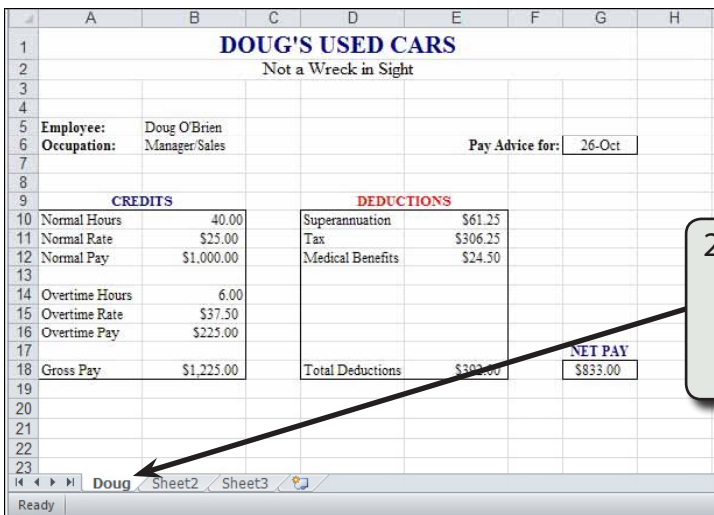 A B C D E F G H
1 DOUG'S USED CARS
2 Not a Wreck in Sight
3
4
5 Employee: Doug O'Brien
6 Occupation: Manager/Sales Pay Advice for: 26-Oct
7
8
9 CREDITS DEDUCTIONS
10 Normal Hours 40.00 Superannuation $61.25
11 Normal Rate $25.00 Tax $306.25
12 Normal Pay $1,000.00 Medical Benefits $24.50
13
14 Overtime Hours 6.00
15 Overtime Rate $37.50
16 Overtime Pay $225.00
17 NET PAY
18 Gross Pay $1,225.00 Total Deductions $392.00 $833.00
19
20
21
22
23
Doug Sheet2 Sheet3
Ready
2